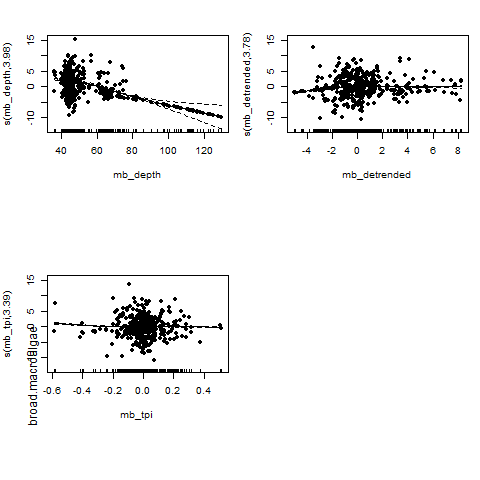 s(mb_depth,3.98)
15
5
0
-10
40 60 80 100 120
mb_depth
s(mb_detrended,3.78)
15
5
0
-10
-4 -2 0 2 4 6 8
mb_detrended
s(mb_tpi,3.39)
15
5
0
-10
-0.6 -0.4 -0.2 0.0 0.2 0.4
mb_tpi